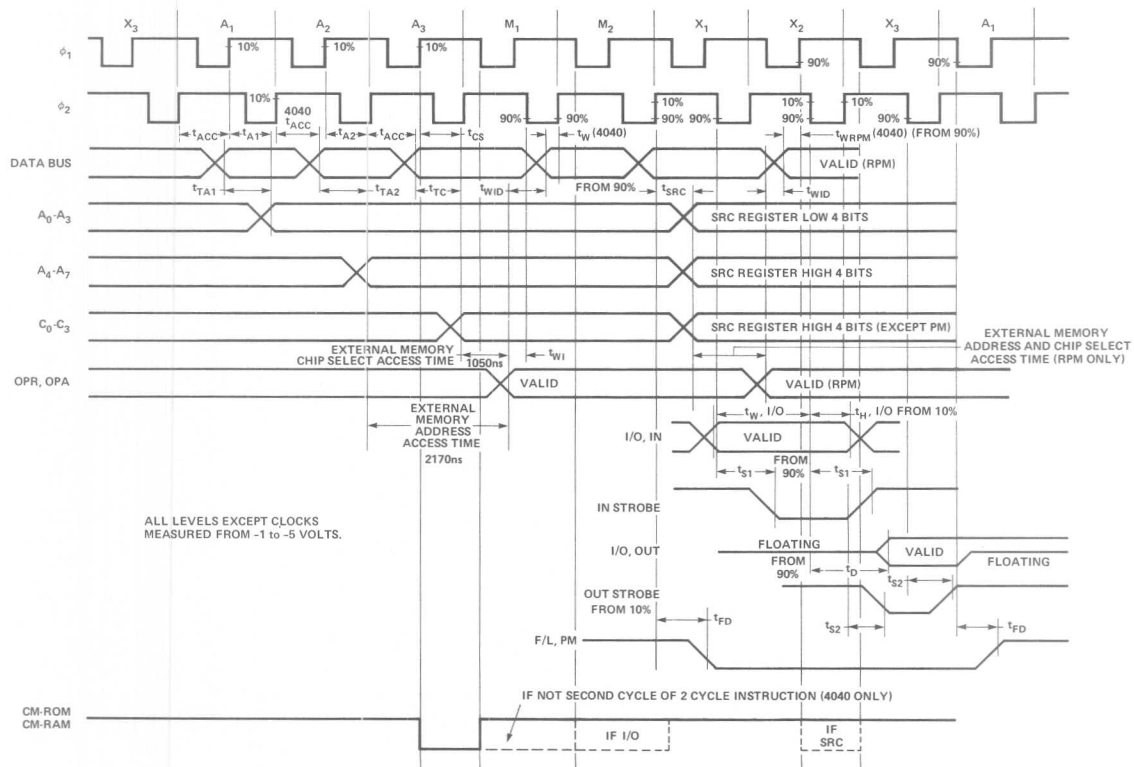 X3 A1 A2 A3 M1 M2 X1 X2 X3 A1
ϕ1
10% 10% 10% 90% 90%
ϕ2
10% 10% 10% 10%
4040
tACC
90% 90% 90% 90% 90% 90%
tACC tA1 tA2 tACC tCS tW (4040) tWRPM (4040) (FROM 90%)
DATA BUS
VALID (RPM)
tTA1 tTA2 tTC tWID FROM 90% tSRC tWID
A0-A3
SRC REGISTER LOW 4 BITS
A4-A7
SRC REGISTER HIGH 4 BITS
C0-C3
SRC REGISTER HIGH 4 BITS (EXCEPT PM)
EXTERNAL MEMORY
CHIP SELECT ACCESS TIME
1050ns
tWI
EXTERNAL MEMORY
ADDRESS AND CHIP SELECT
ACCESS TIME (RPM ONLY)
OPR, OPA
VALID
VALID (RPM)
EXTERNAL
MEMORY
ADDRESS
ACCESS TIME
2170ns
tW, I/O tH, I/O FROM 10%
I/O, IN
VALID
FROM
90%
tS1 tS1
IN STROBE
ALL LEVELS EXCEPT CLOCKS
MEASURED FROM -1 to -5 VOLTS.
I/O, OUT
FLOATING
VALID
FLOATING
FROM
90%
tD
tS2
OUT STROBE
FROM 10%
tFD
tS2
tFD
F/L, PM
IF NOT SECOND CYCLE OF 2 CYCLE INSTRUCTION (4040 ONLY)
CM-ROM
CM-RAM
IF I/O
IF
SRC